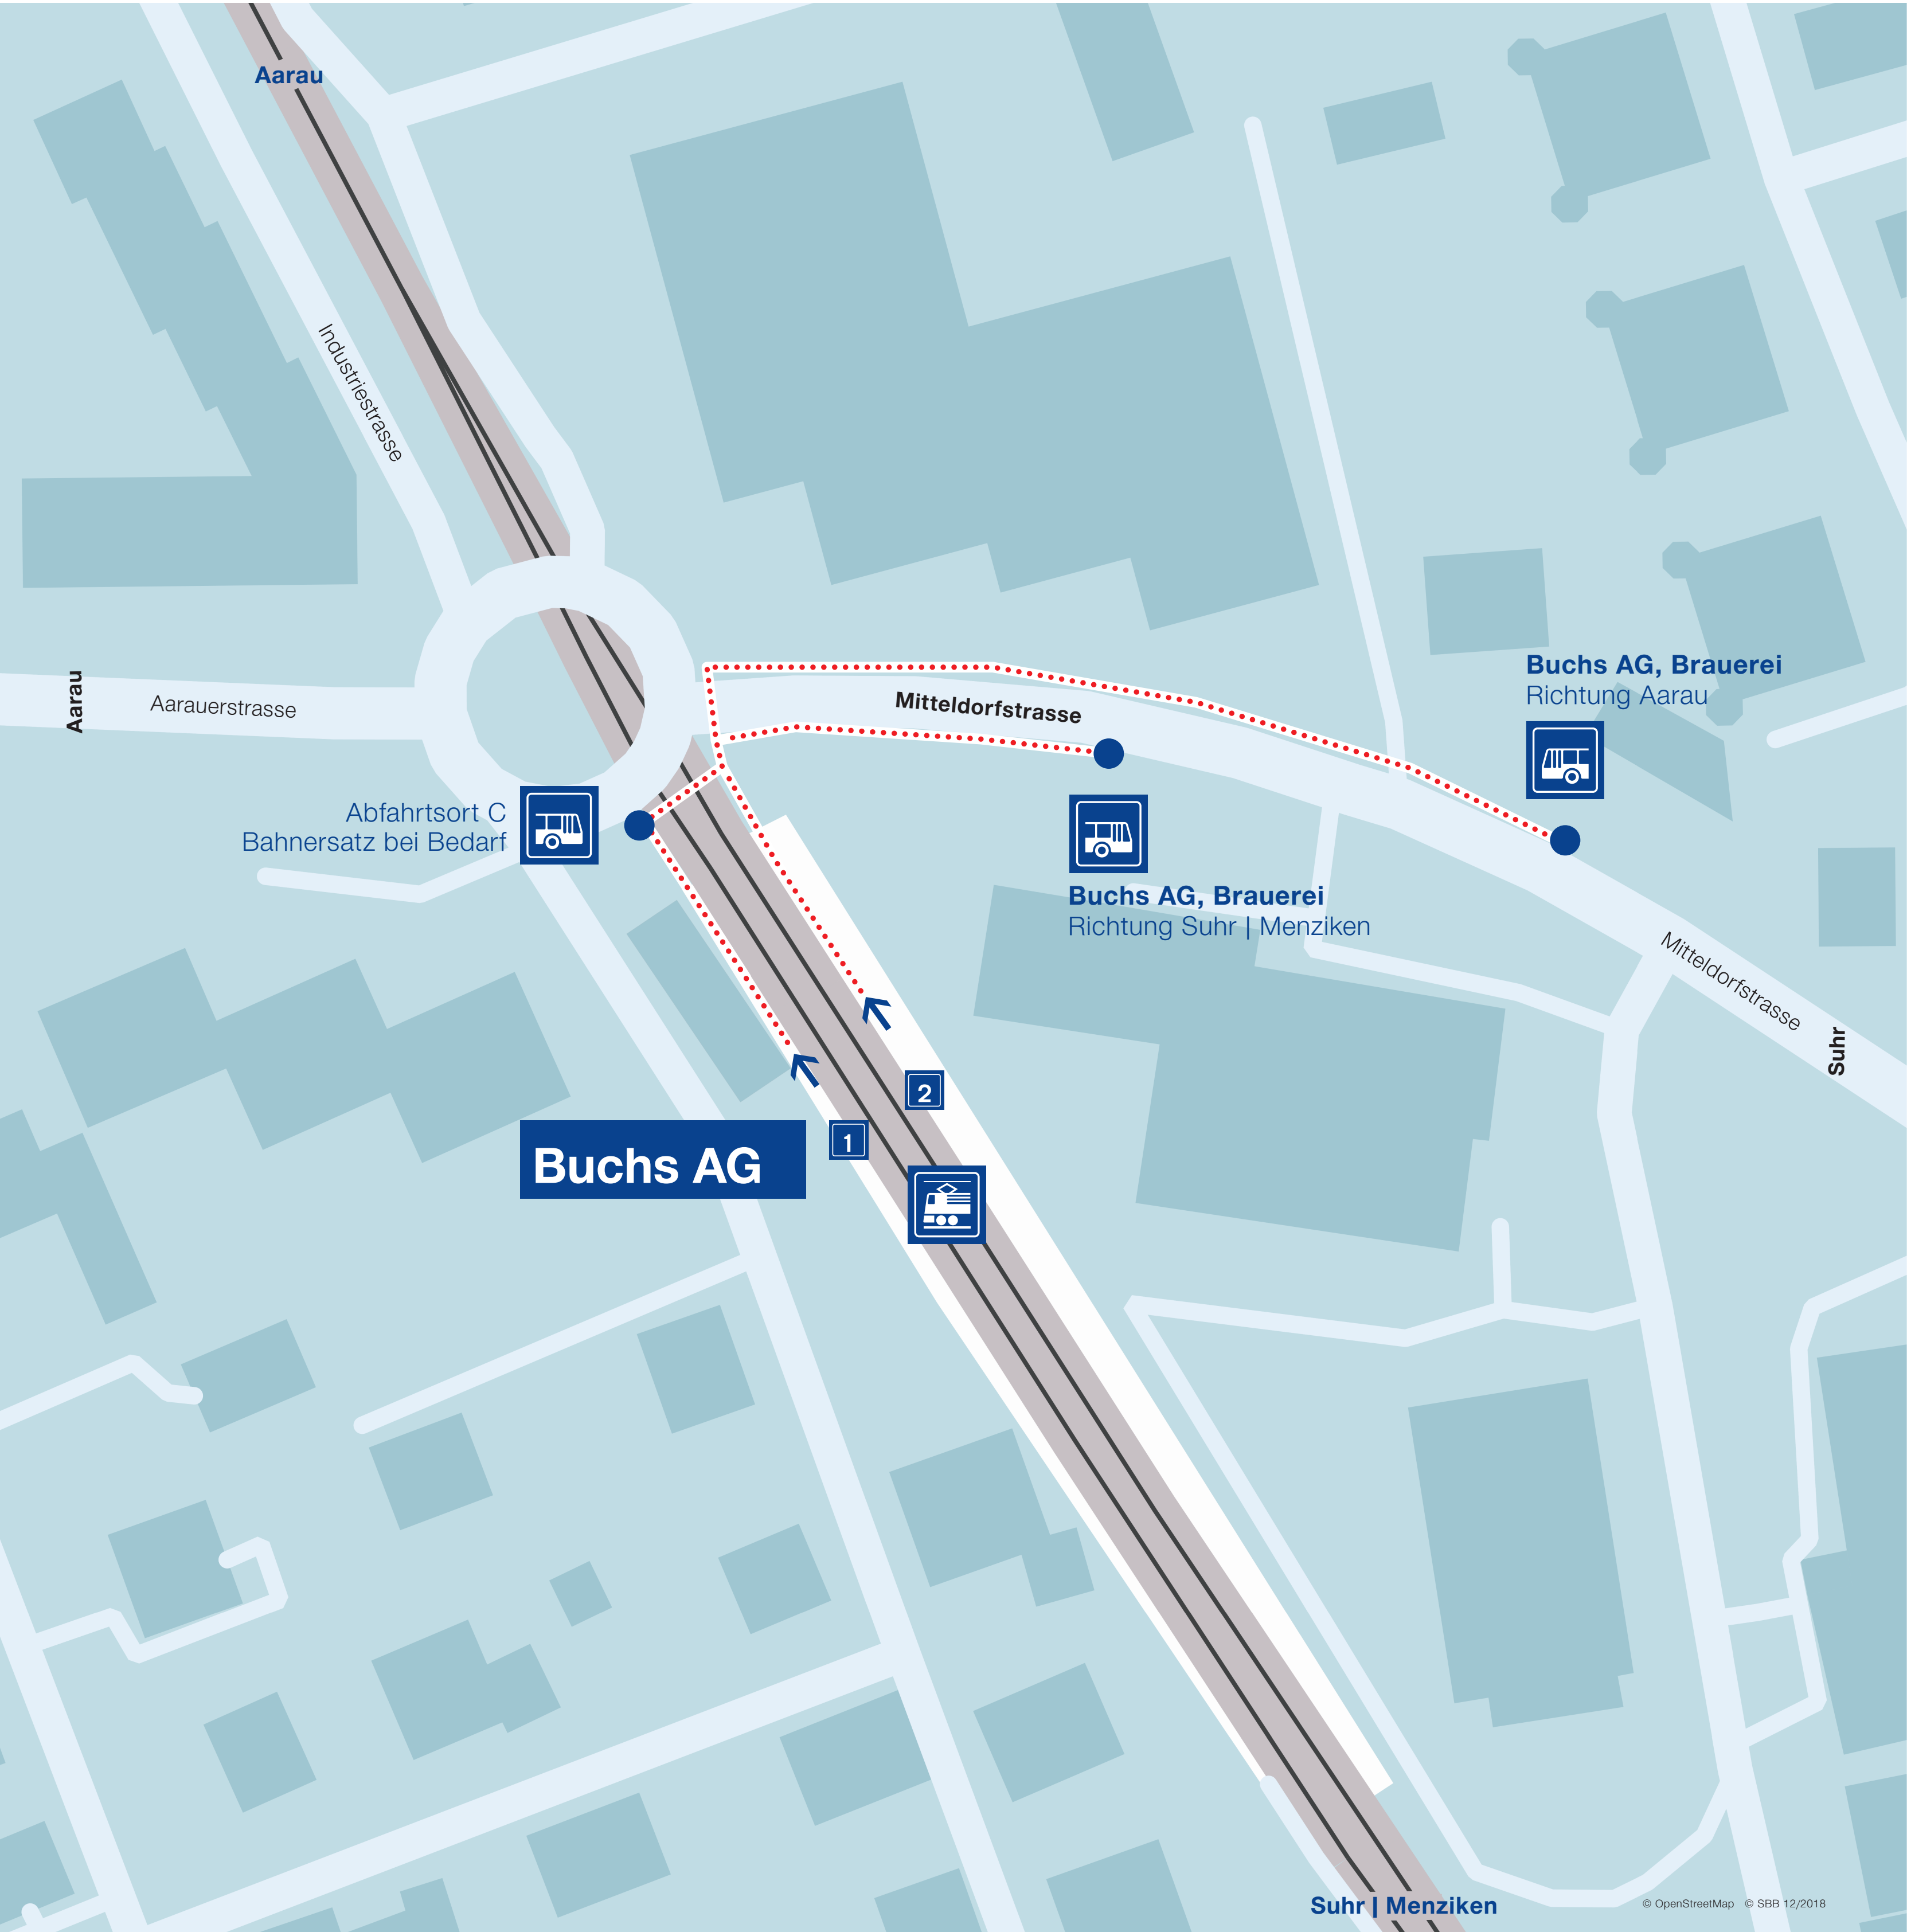 Aarau
Industriestrasse
Aarau
Aarauerstrasse
Mitteldorfstrasse
Buchs AG, Brauerei
Richtung Aarau
Abfahrtsort C
Bahnersatz bei Bedarf
Buchs AG, Brauerei
Richtung Suhr | Menziken
Mitteldorfstrasse
Suhr
2
1
Buchs AG
Suhr | Menziken
© OpenStreetMap © SBB 12/2018